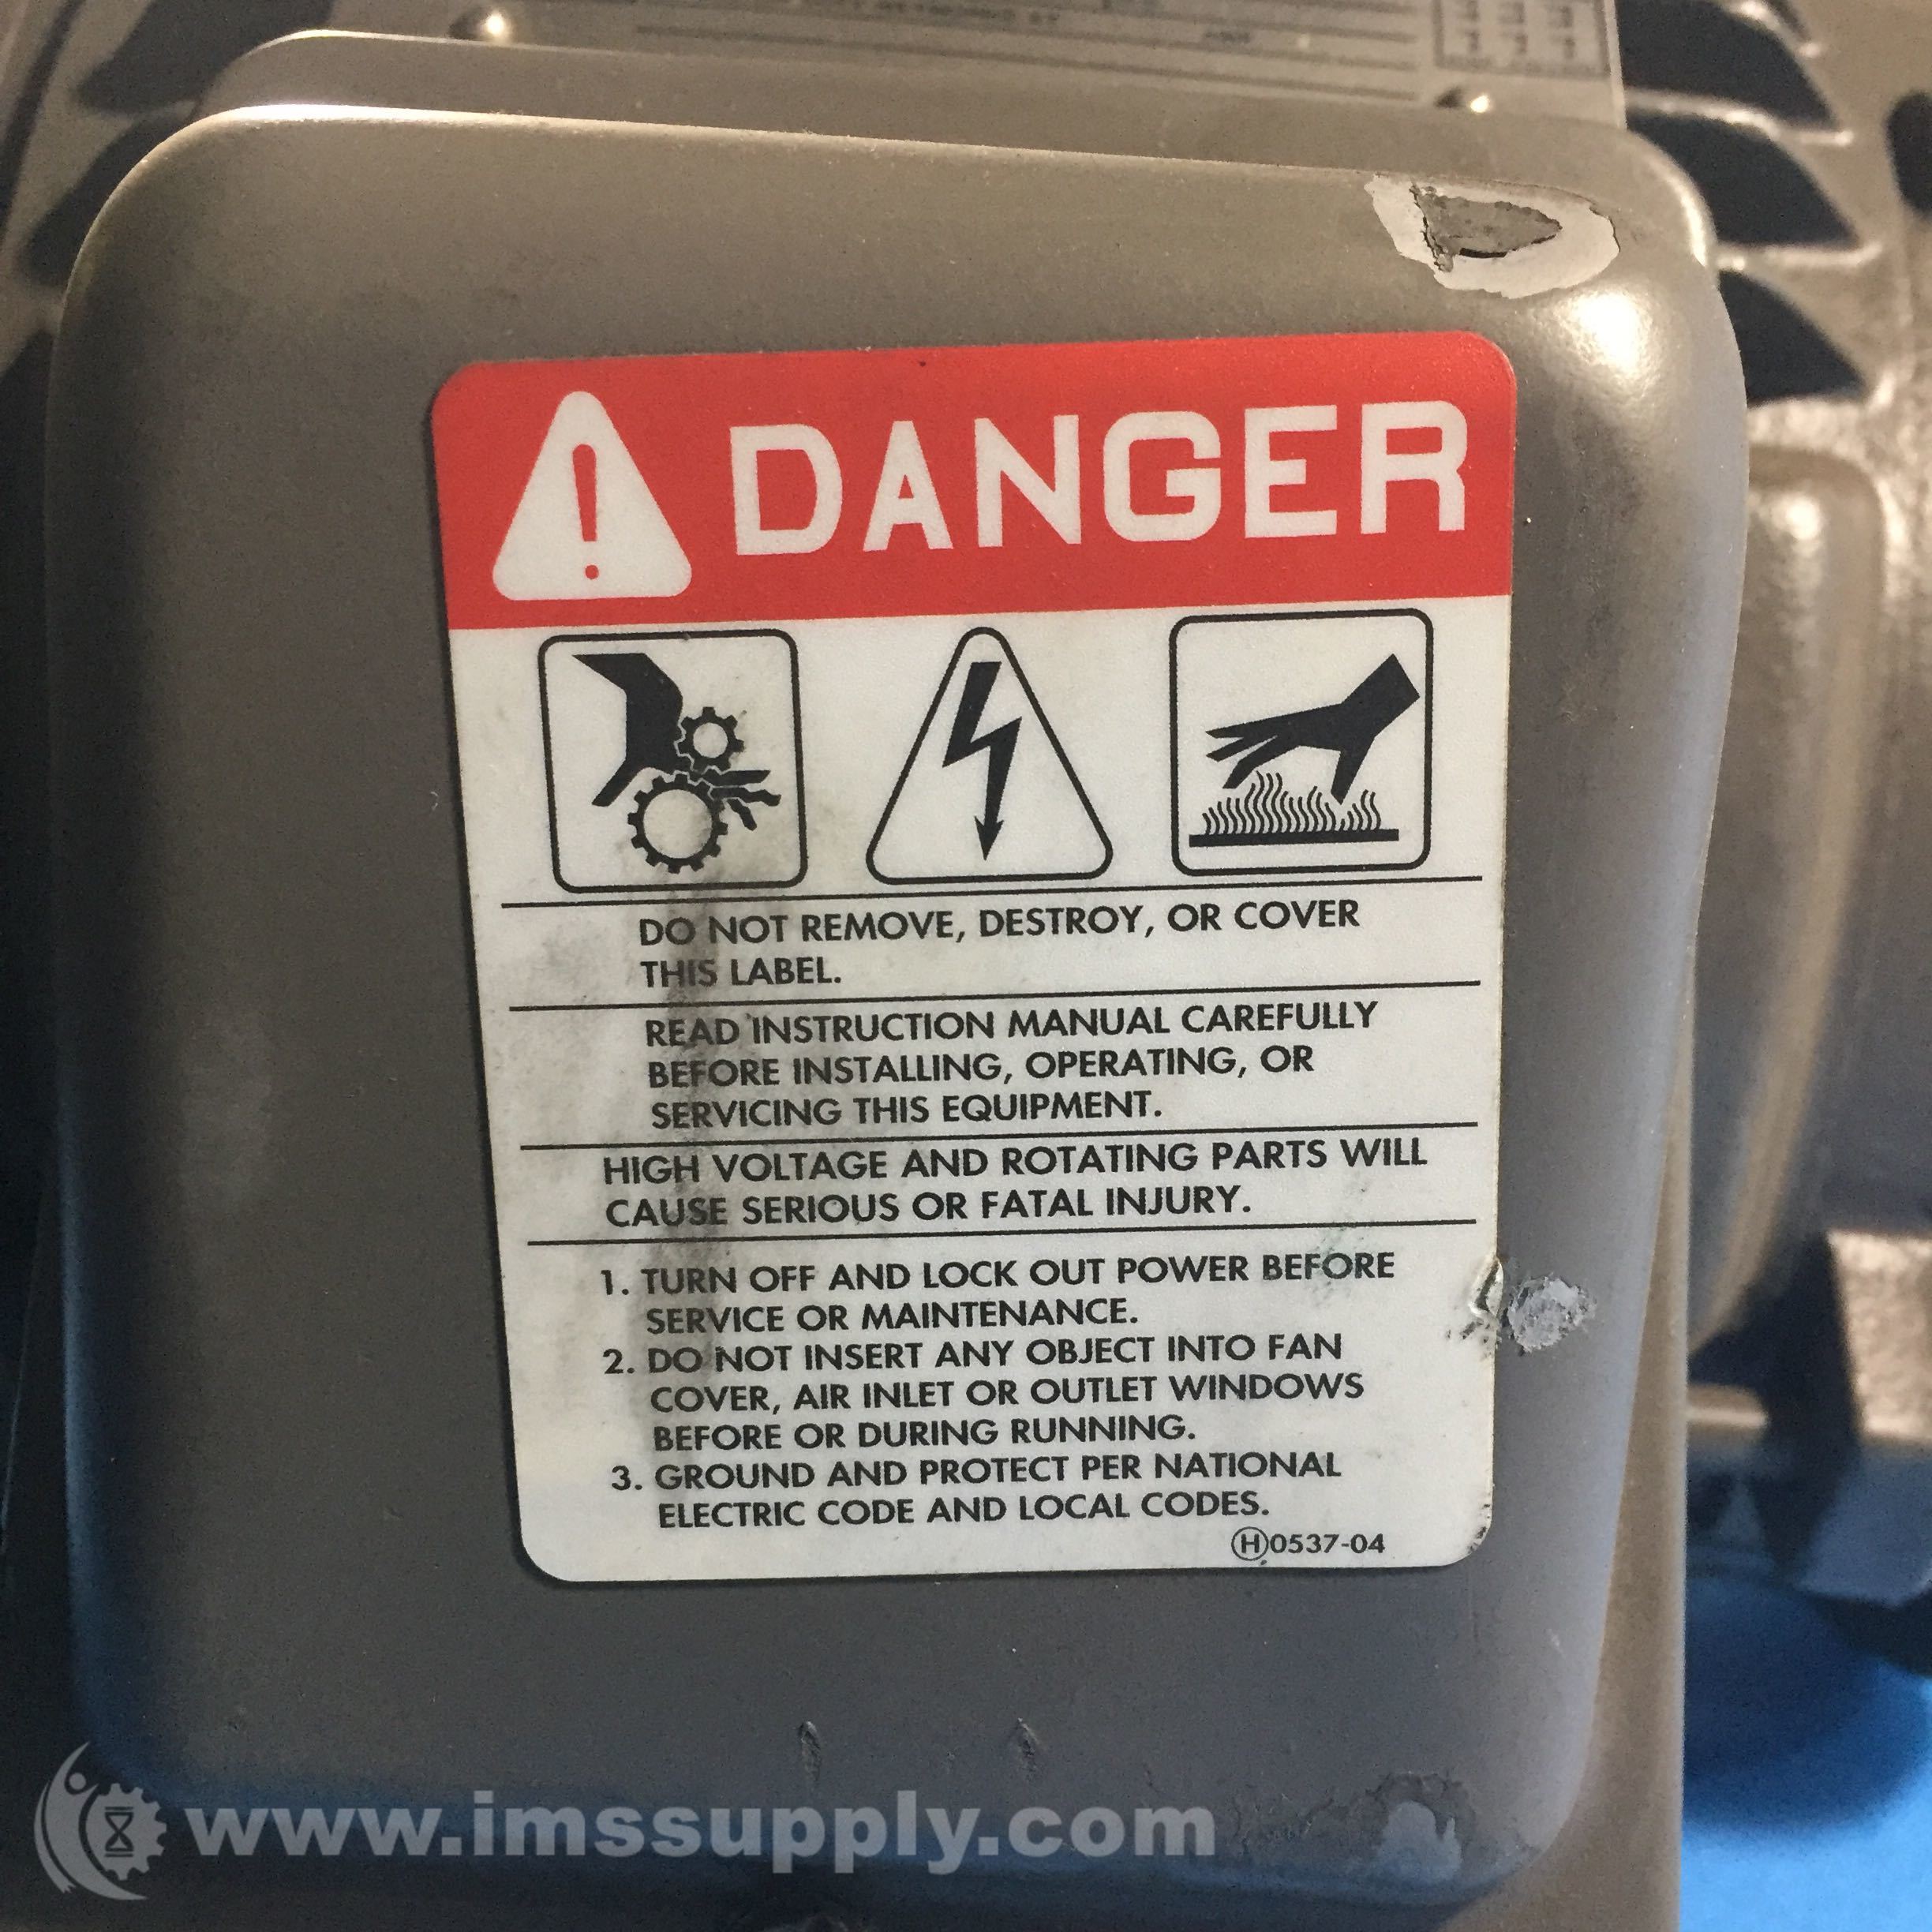 DANGER
DO NOT REMOVE, DESTROY, OR COVER
THIS LABEL.
READ INSTRUCTION MANUAL CAREFULLY
BEFORE INSTALLING, OPERATING, OR
SERVICING THIS EQUIPMENT.
HIGH VOLTAGE AND ROTATING PARTS WILL
CAUSE SERIOUS OR FATAL INJURY.
1. TURN OFF AND LOCK OUT POWER BEFORE
SERVICE OR MAINTENANCE.
2. DO NOT INSERT ANY OBJECT INTO FAN
COVER, AIR INLET OR OUTLET WINDOWS
BEFORE OR DURING RUNNING.
3. GROUND AND PROTECT PER NATIONAL
ELECTRIC CODE AND LOCAL CODES.
Ⓗ0537-04
www.imssupply.com